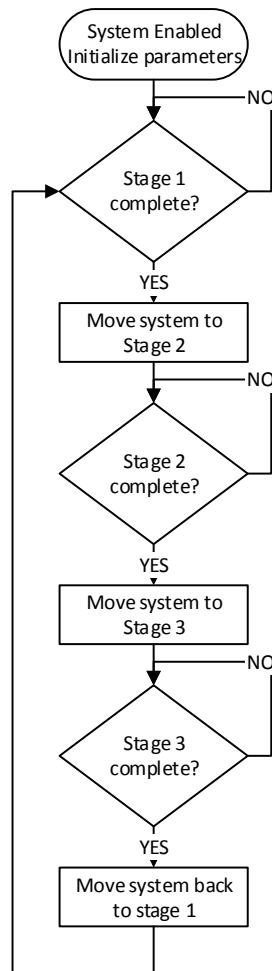 System Enabled
Initialize parameters
NO
Stage 1
complete?
YES
Move system to
Stage 2
NO
Stage 2
complete?
YES
Move system to
Stage 3
NO
Stage 3
complete?
YES
Move system back
to stage 1